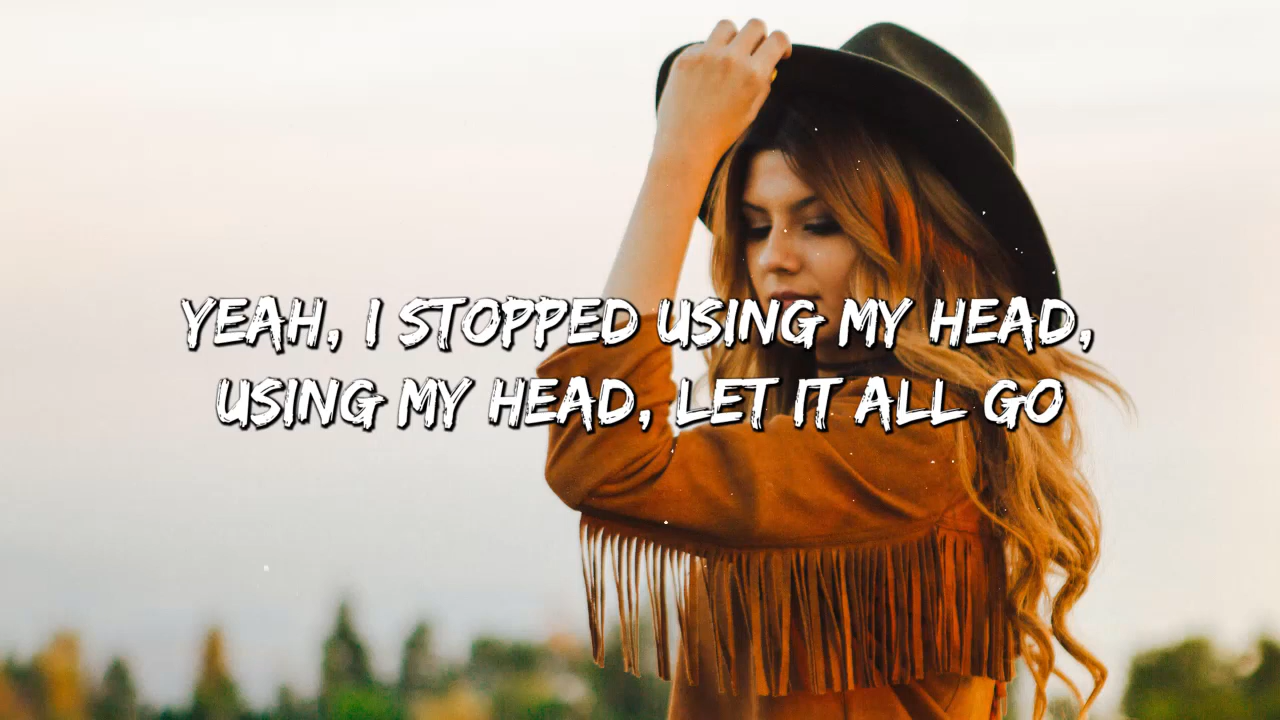 YEAH, I STOPPED USING MY HEAD,
USING MY HEAD, LET IT ALL GO